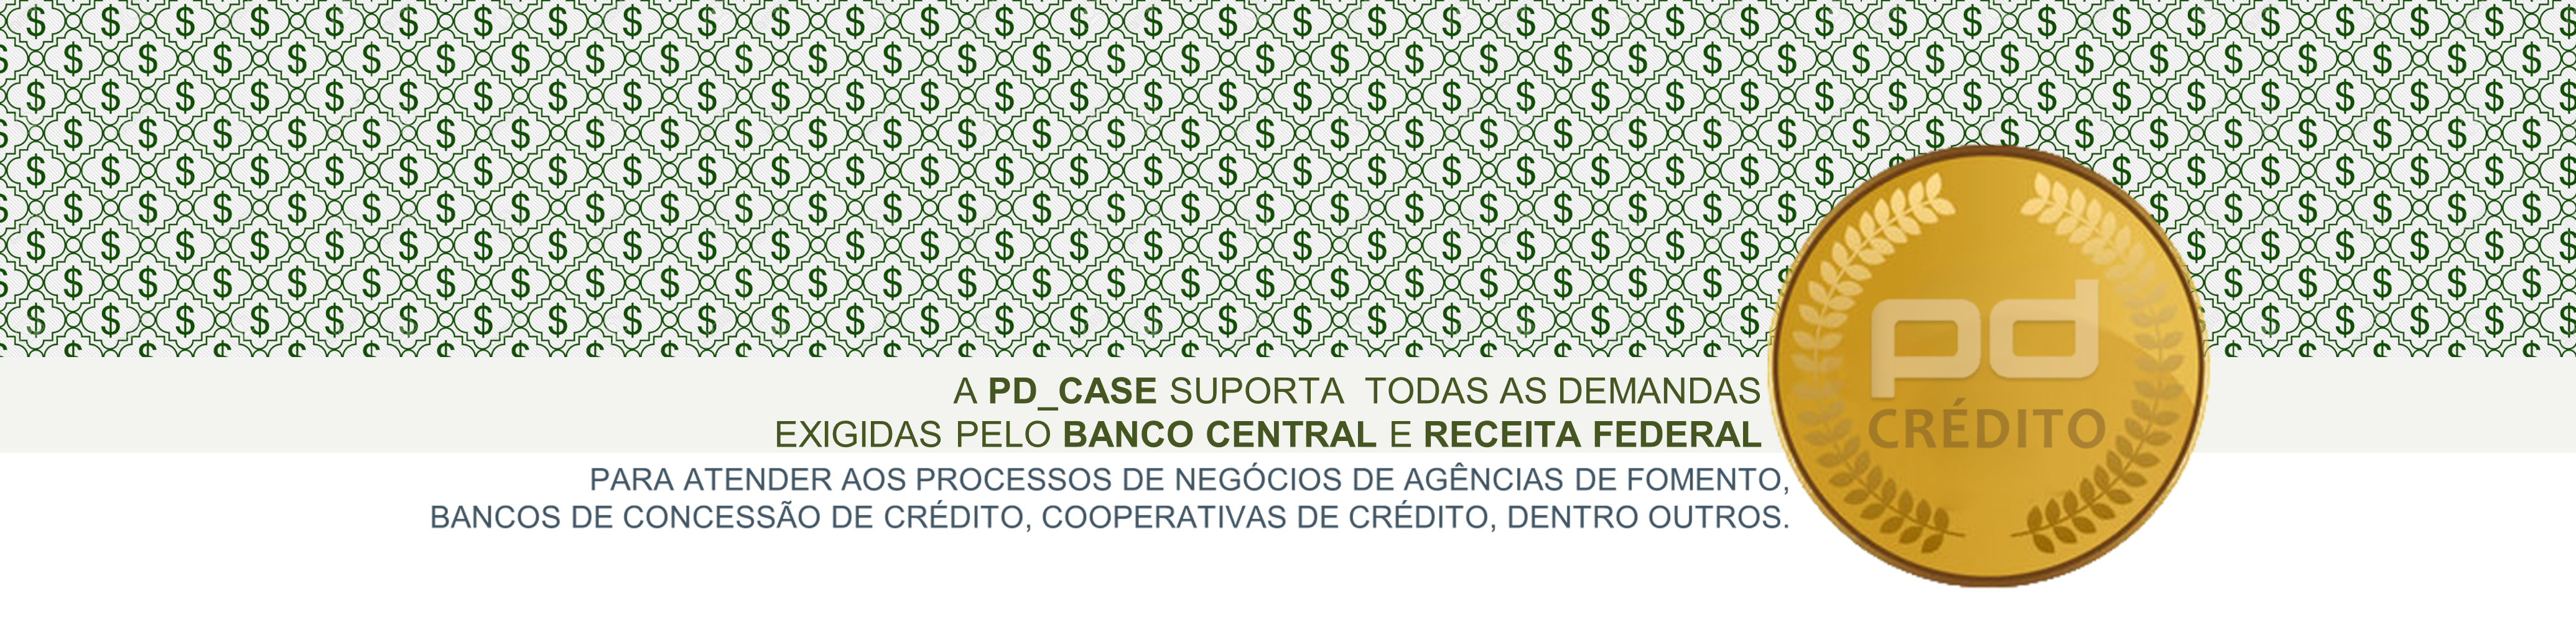 A PD_CASE SUPORTA TODAS AS DEMANDAS
EXIGIDAS PELO BANCO CENTRAL E RECEITA FEDERAL
PARA ATENDER AOS PROCESSOS DE NEGÓCIOS DE AGÊNCIAS DE FOMENTO,
BANCOS DE CONCESSÃO DE CRÉDITO, COOPERATIVAS DE CRÉDITO, DENTRO OUTROS.
pd
CRÉDITO